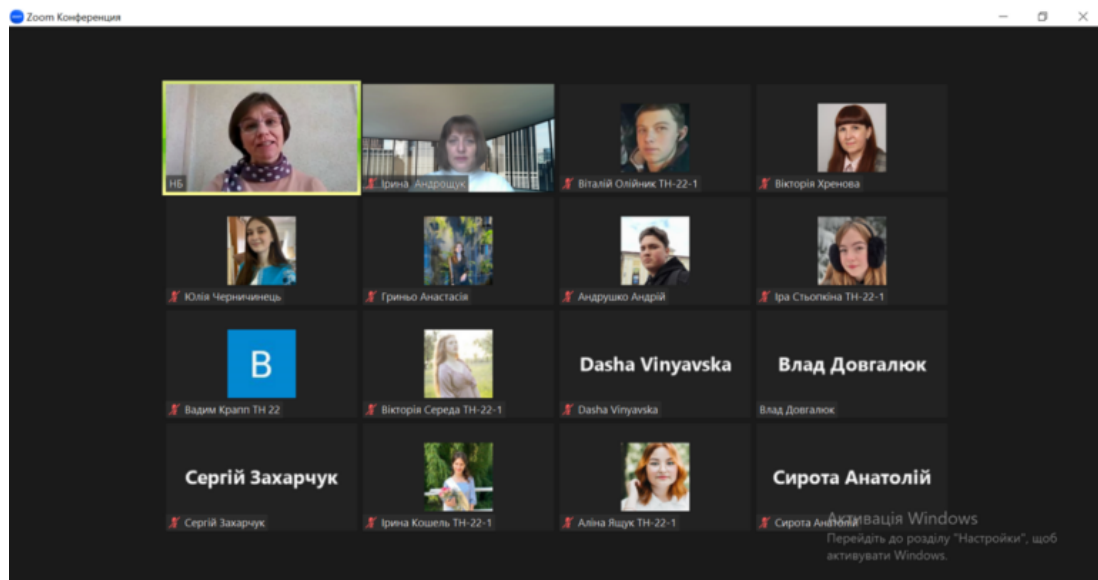 Zoom Конференция
НБ
Ірина Андрощук
Віталій Олійник ТН-22-1
Вікторія Хренова
Юлія Черничинець
Гриньо Анастасія
Андрушко Андрій
Іра Стьопкіна ТН-22-1
В
Вадим Крапп ТН 22
Вікторія Середа ТН-22-1
Dasha Vinyavska
Dasha Vinyavska
Влад Довгалюк
Влад Довгалюк
Сергій Захарчук
Сергій Захарчук
Ірина Кошель ТН-22-1
Аліна Ящук ТН-22-1
Сирота Анатолій
Сирота Анатолій
Активація Windows
Перейдіть до розділу "Настройки", щоб
активувати Windows.